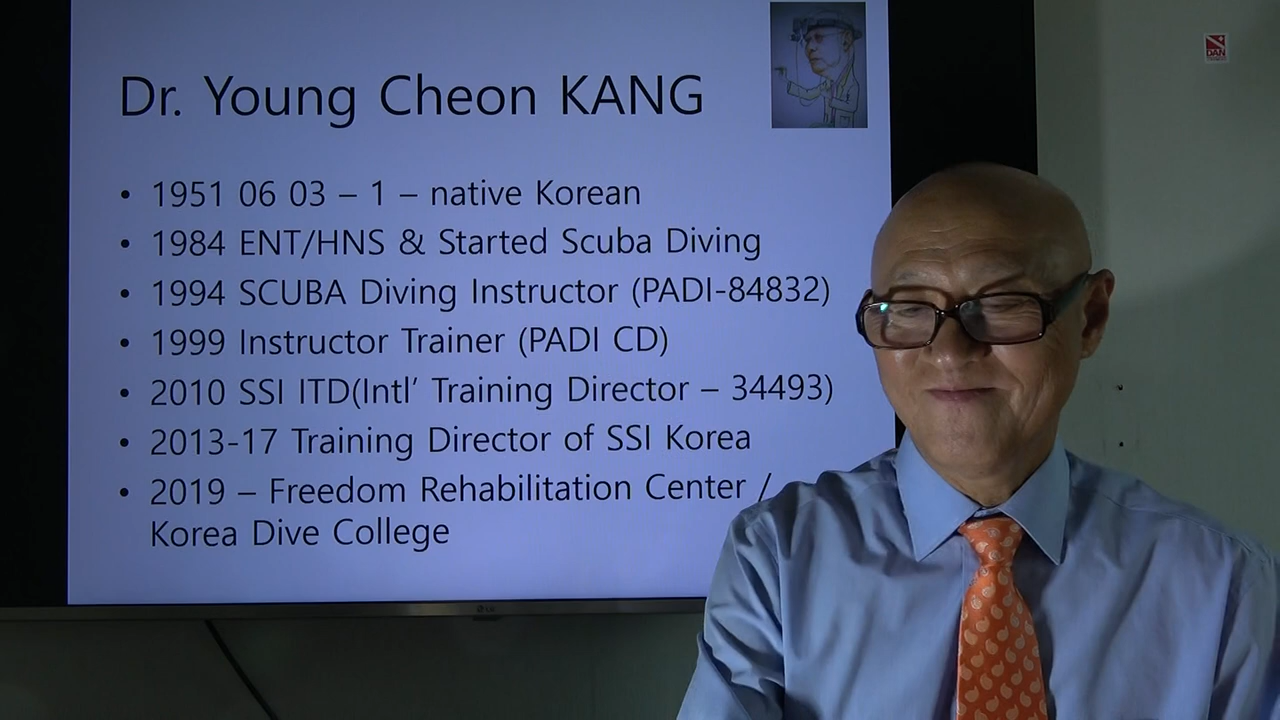 Dr. Young Cheon KANG
• 1951 06 03 – 1 – native Korean
• 1984 ENT/HNS & Started Scuba Diving
• 1994 SCUBA Diving Instructor (PADI-84832)
• 1999 Instructor Trainer (PADI CD)
• 2010 SSI ITD(Intl’ Training Director – 34493)
• 2013-17 Training Director of SSI Korea
• 2019 – Freedom Rehabilitation Center /
Korea Dive College
DAN
LG